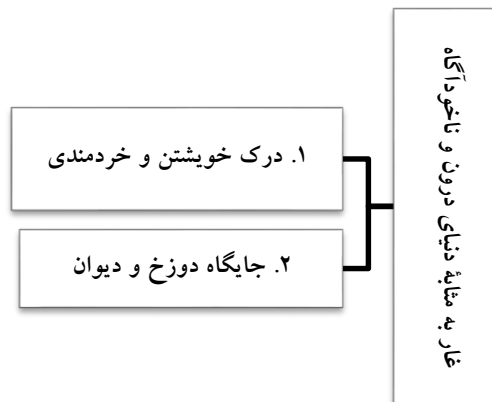 غار به مثابهٔ دنیای درون و ناخودآگاه
۱. درک خویشتن و خردمندی
۲. جایگاه دوزخ و دیوان